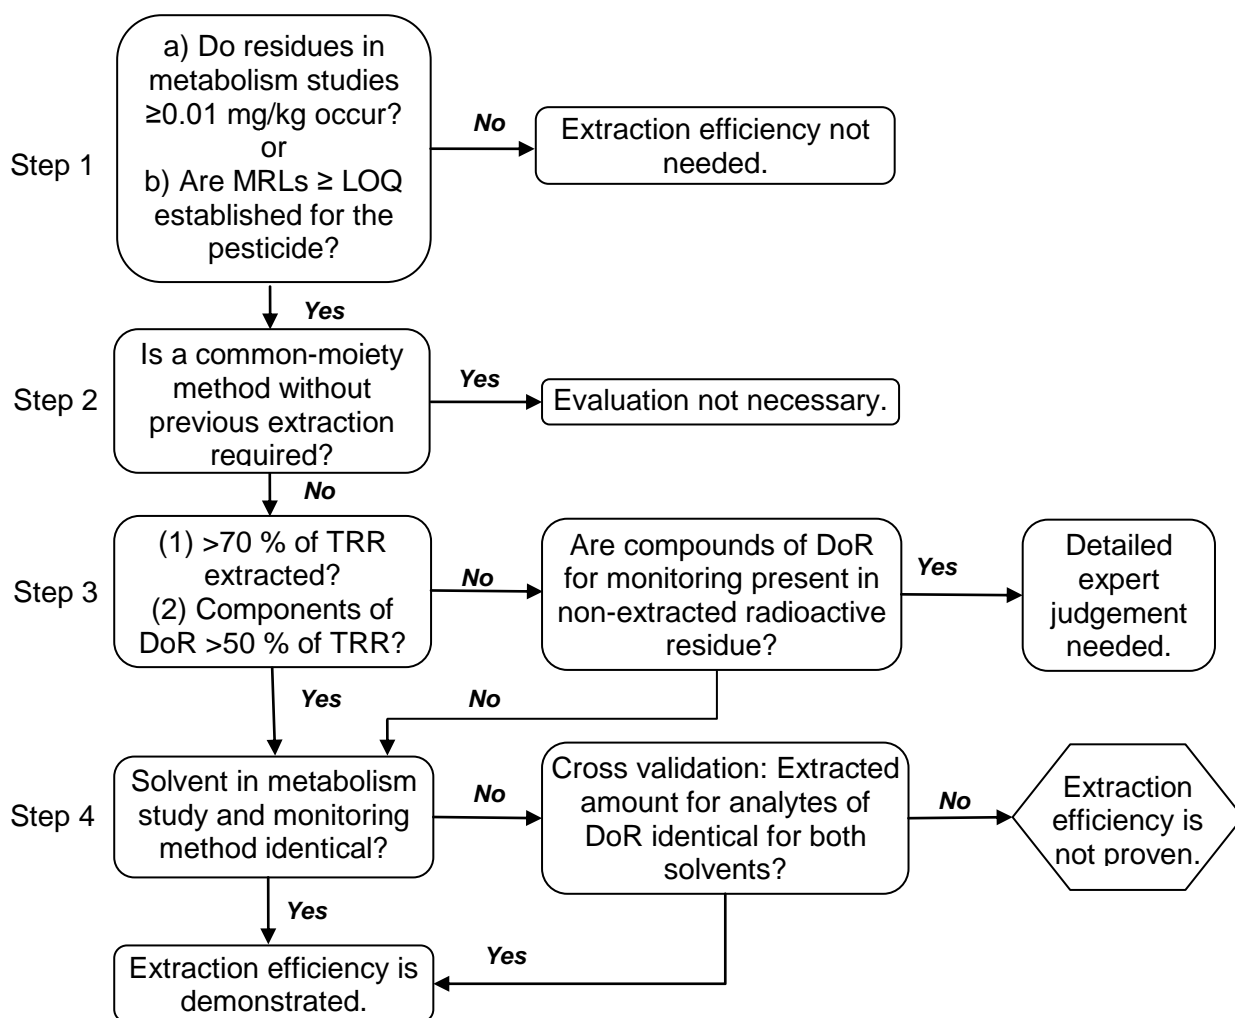 Step 1
a) Do residues in
metabolism studies
≥0.01 mg/kg occur?
or
b) Are MRLs ≥ LOQ
established for the
pesticide?
No
Extraction efficiency not
needed.
Yes
Step 2
Is a common-moiety
method without
previous extraction
required?
Yes
Evaluation not necessary.
No
Step 3
(1) >70 % of TRR
extracted?
(2) Components of
DoR >50 % of TRR?
No
Are compounds of DoR
for monitoring present in
non-extracted radioactive
residue?
Yes
Detailed
expert
judgement
needed.
Yes
No
Step 4
Solvent in metabolism
study and monitoring
method identical?
No
Cross validation: Extracted
amount for analytes of
DoR identical for both
solvents?
No
Extraction
efficiency is
not proven.
Yes
Yes
Extraction efficiency is
demonstrated.